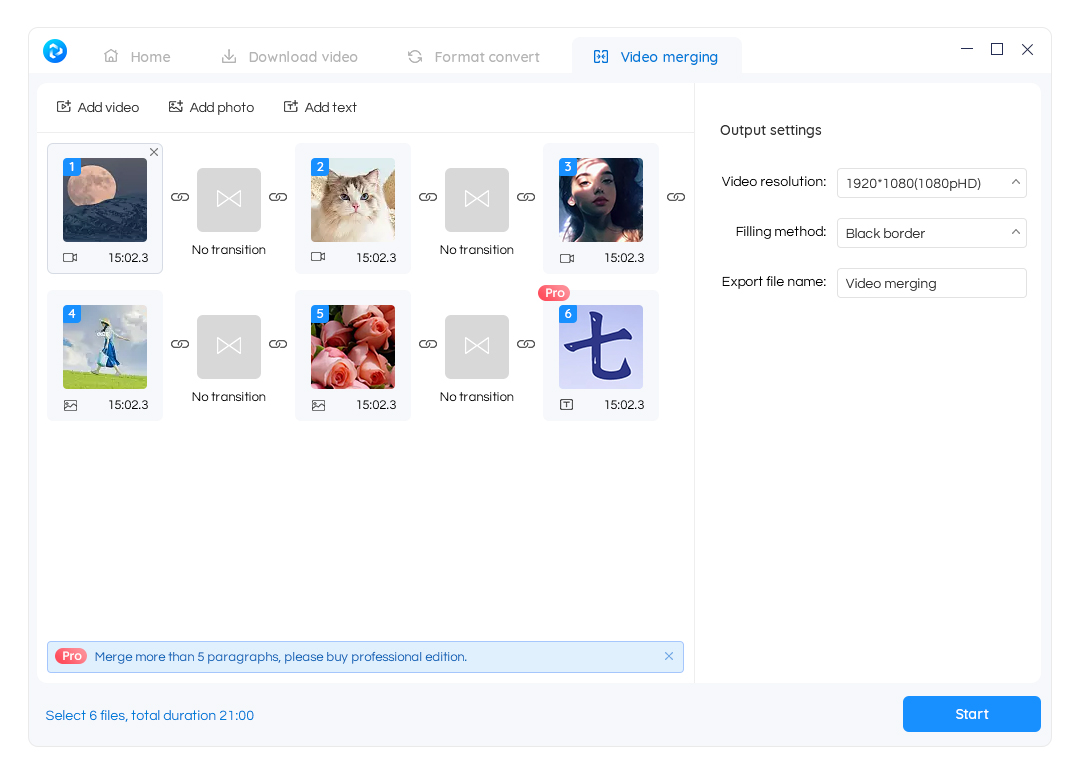 Home
Download video
Format convert
Video merging
Add video
Add photo
Add text
1
2
3
15:02.3
No transition
15:02.3
No transition
15:02.3
Pro
4
5
6
七
15:02.3
No transition
15:02.3
No transition
15:02.3
Pro Merge more than 5 paragraphs, please buy professional edition.
Output settings
Video resolution: 1920*1080(1080pHD)
Filling method: Black border
Export file name: Video merging
Select 6 files, total duration 21:00
Start